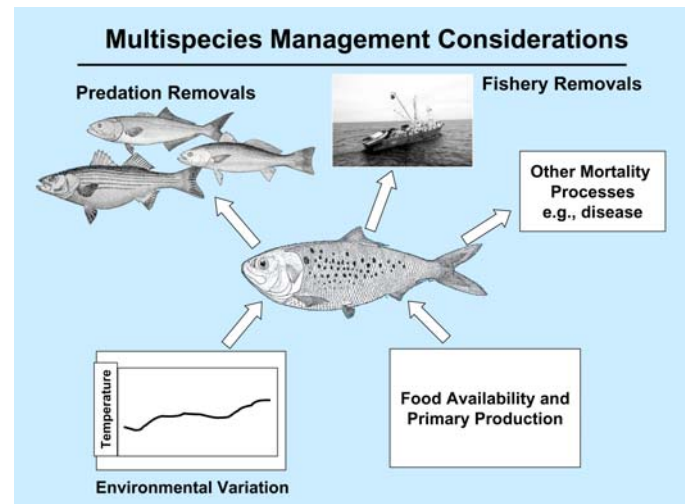 Multispecies Management Considerations
Predation Removals
Fishery Removals
Other Mortality
Processes
e.g., disease
Temperature
Environmental Variation
Food Availability and
Primary Production